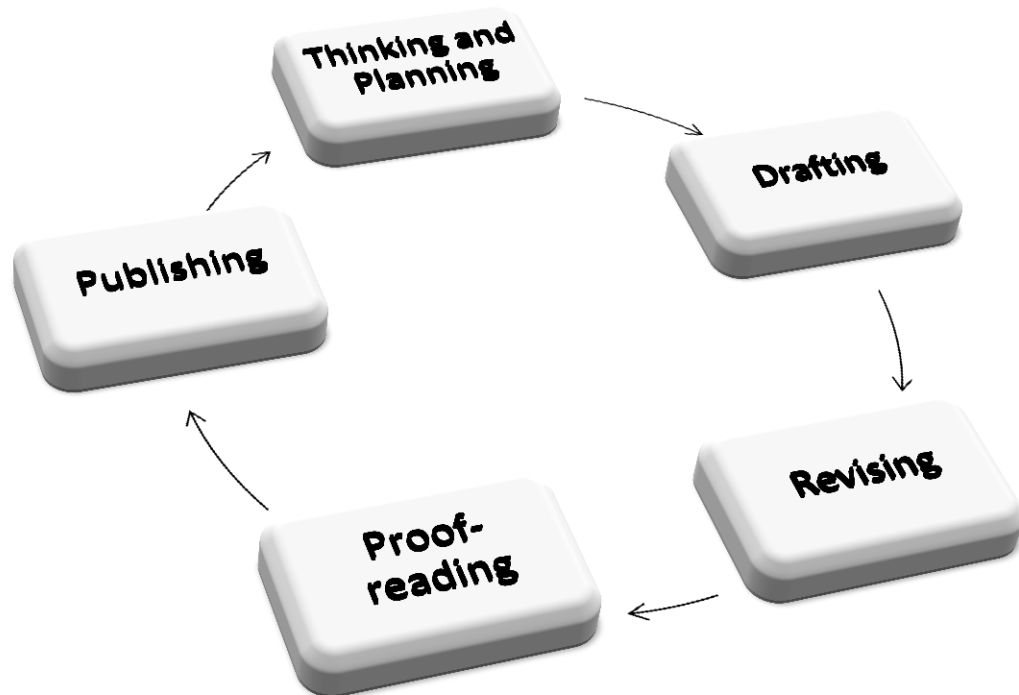 Thinking and
Planning
Drafting
Revising
Proof-
reading
Publishing